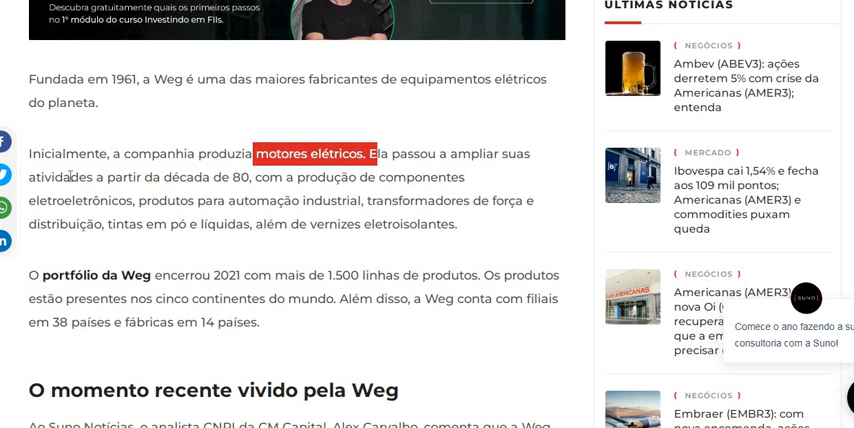 Descubra gratuitamente quais os primeiros passos
no 1º módulo do curso Investindo em FIIs.
Fundada em 1961, a Weg é uma das maiores fabricantes de equipamentos elétricos
do planeta.
Inicialmente, a companhia produzia motores elétricos. Ela passou a ampliar suas
atividades a partir da década de 80, com a produção de componentes
eletroeletrônicos, produtos para automação industrial, transformadores de força e
distribuição, tintas em pó e líquidas, além de vernizes eletroisolantes.
O portfólio da Weg encerrou 2021 com mais de 1.500 linhas de produtos. Os produtos
estão presentes nos cinco continentes do mundo. Além disso, a Weg conta com filiais
em 38 países e fábricas em 14 países.
O momento recente vivido pela Weg
Ao Suno Notícias, o analista CNPI da CM Capital, Alex Carvalho, comenta que a Weg
ÚLTIMAS NOTÍCIAS
( NEGÓCIOS )
Ambev (ABEV3): ações
derretem 5% com crise da
Americanas (AMER3);
entenda
( MERCADO )
Ibovespa cai 1,54% e fecha
aos 109 mil pontos;
Americanas (AMER3) e
commodities puxam
queda
( NEGÓCIOS )
Americanas (AMER3)
nova Oi
recupera
que a em
precisar
SUNO
Comece o ano fazendo a su
consultoria com a Suno!
( NEGÓCIOS )
Embraer (EMBR3): com
nova encomenda, ações